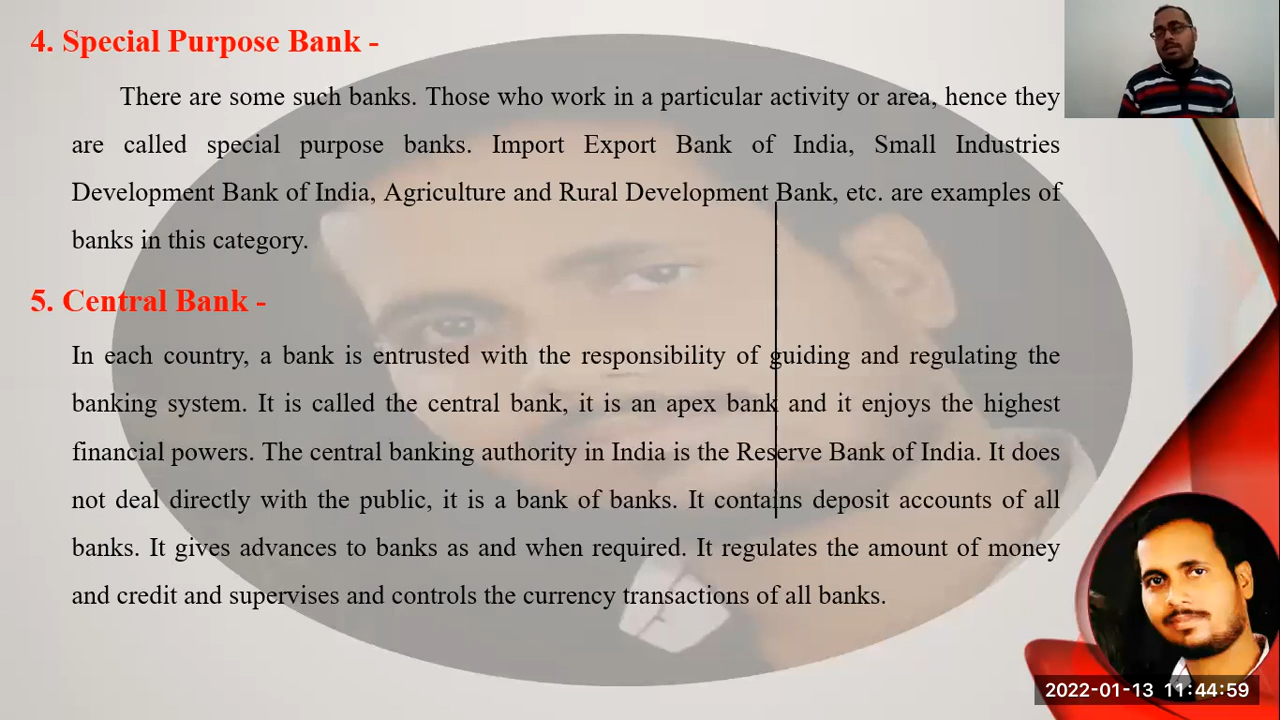 4. Special Purpose Bank -
There are some such banks. Those who work in a particular activity or area, hence they
are called special purpose banks. Import Export Bank of India, Small Industries
Development Bank of India, Agriculture and Rural Development Bank, etc. are examples of
banks in this category.
5. Central Bank -
In each country, a bank is entrusted with the responsibility of guiding and regulating the
banking system. It is called the central bank, it is an apex bank and it enjoys the highest
financial powers. The central banking authority in India is the Reserve Bank of India. It does
not deal directly with the public, it is a bank of banks. It contains deposit accounts of all
banks. It gives advances to banks as and when required. It regulates the amount of money
and credit and supervises and controls the currency transactions of all banks.
2022-01-13 11:44:59